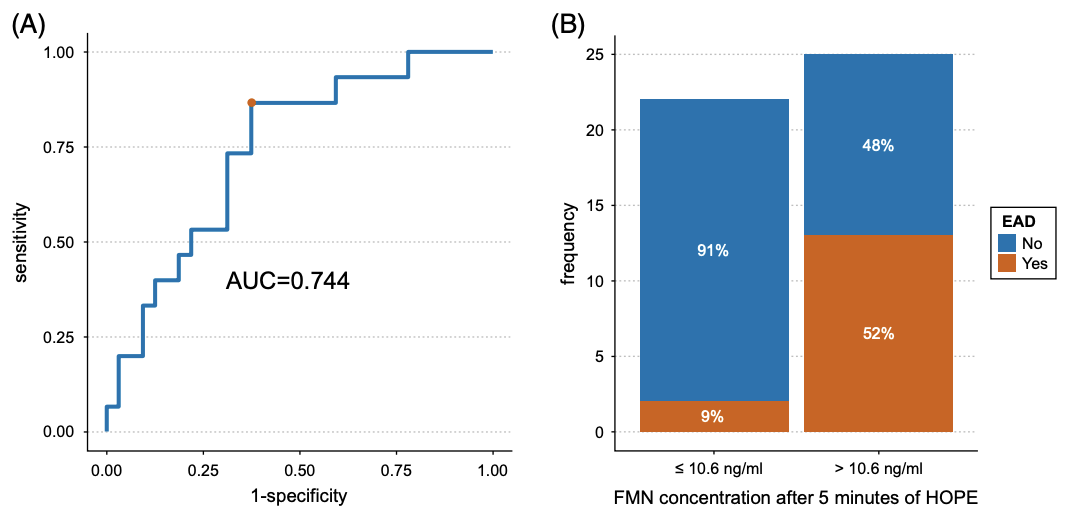 (A)
1.00
0.75
0.50
0.25
0.00
sensitivity
AUC=0.744
0.00 0.25 0.50 0.75 1.00
1-specificity
(B)
25
20
15
10
5
0
frequency
48%
91%
52%
9%
≤ 10.6 ng/ml > 10.6 ng/ml
FMN concentration after 5 minutes of HOPE
EAD
No
Yes